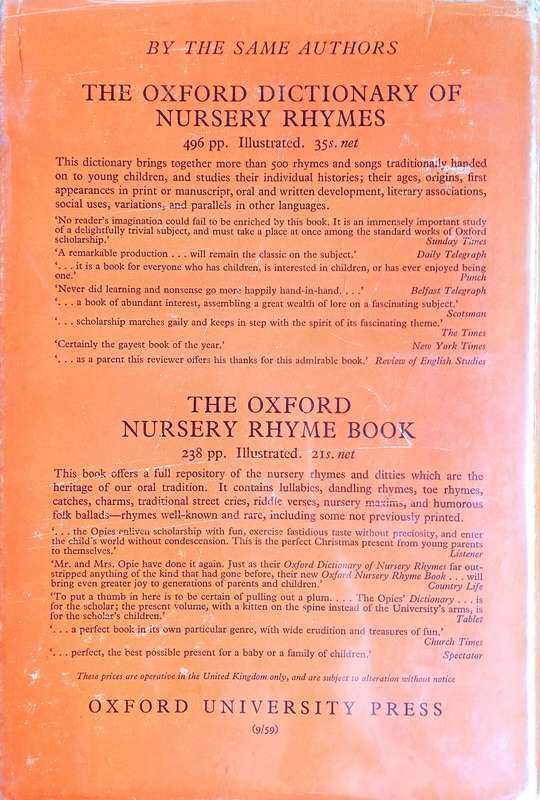 BY THE SAME AUTHORS
THE OXFORD DICTIONARY OF
NURSERY RHYMES
496 pp. Illustrated. 35s. net
This dictionary brings together more than 500 rhymes and songs traditionally handed
on to young children, and studies their individual histories; their ages, origins, first
appearances in print or manuscript, oral and written development, literary associations,
social uses, variations, and parallels in other languages.
‘No reader's imagination could fail to be enriched by this book. It is an immensely important study
of a delightfully trivial subject, and must take a place at once among the standard works of Oxford
scholarship.’ Sunday Times
‘A remarkable production . . . will remain the classic on the subject.’ Daily Telegraph
‘. . . it is a book for everyone who has children, is interested in children, or has ever enjoyed being
one.’ Punch
‘Never did learning and nonsense go more happily hand-in-hand. . . .’ Belfast Telegraph
‘. . . a book of abundant interest, assembling a great wealth of lore on a fascinating subject.’
Scotsman
‘. . . scholarship marches gaily and keeps in step with the spirit of its fascinating theme.’
The Times
‘Certainly the gayest book of the year.’ New York Times
‘. . . as a parent this reviewer offers his thanks for this admirable book.’ Review of English Studies
THE OXFORD
NURSERY RHYME BOOK
238 pp. Illustrated. 21s. net
This book offers a full repository of the nursery rhymes and ditties which are the
heritage of our oral tradition. It contains lullabies, dandling rhymes, toe rhymes,
catches, charms, traditional street cries, riddle verses, nursery maxims, and humorous
folk ballads—rhymes well-known and rare, including some not previously printed.
‘. . . the Opies enliven scholarship with fun, exercise fastidious taste without preciosity, and enter
the child's world without condescension. This is the perfect Christmas present from young parents
to themselves.’ Listener
‘Mr. and Mrs. Opie have done it again. Just as their Oxford Dictionary of Nursery Rhymes far out-
stripped anything of the kind that had gone before, their new Oxford Nursery Rhyme Book . . . will
bring even greater joy to generations of parents and children.’ Country Life
‘To put a thumb in here is to be certain of pulling out a plum. . . . The Opies' Dictionary . . . is
for the scholar; the present volume, with a kitten on the spine instead of the University's arms, is
for the scholar's children.’ Tablet
‘. . . a perfect book in its own particular genre, with wide erudition and treasures of fun.’
Church Times
‘. . . perfect, the best possible present for a baby or a family of children.’ Spectator
These prices are operative in the United Kingdom only, and are subject to alteration without notice
OXFORD UNIVERSITY PRESS
(9/59)